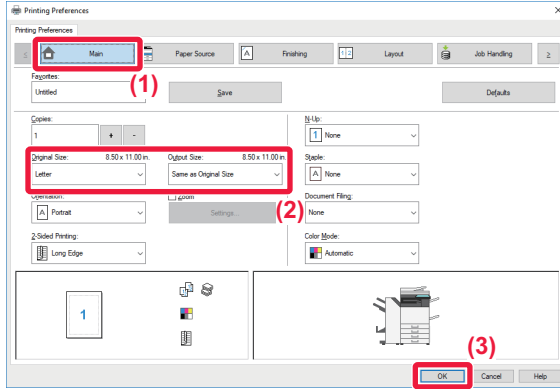 Printing Preferences
Printing Preferences
Main
Paper Source
A
Finishing
1 2
Layout
Job Handling
(1)
Favorites:
Untitled
Save
Defaults
Copies:
1
+ -
N-Up:
1 None
Original Size: 8.50 x 11.00 in.
Output Size: 8.50 x 11.00 in.
Staple:
Letter
Same as Original Size
A None
Orientation:
Zoom
(2)
Document Filing:
A Portrait
Settings...
None
2-Sided Printing:
Color Mode:
Long Edge
Automatic
1
(3)
OK Cancel Help